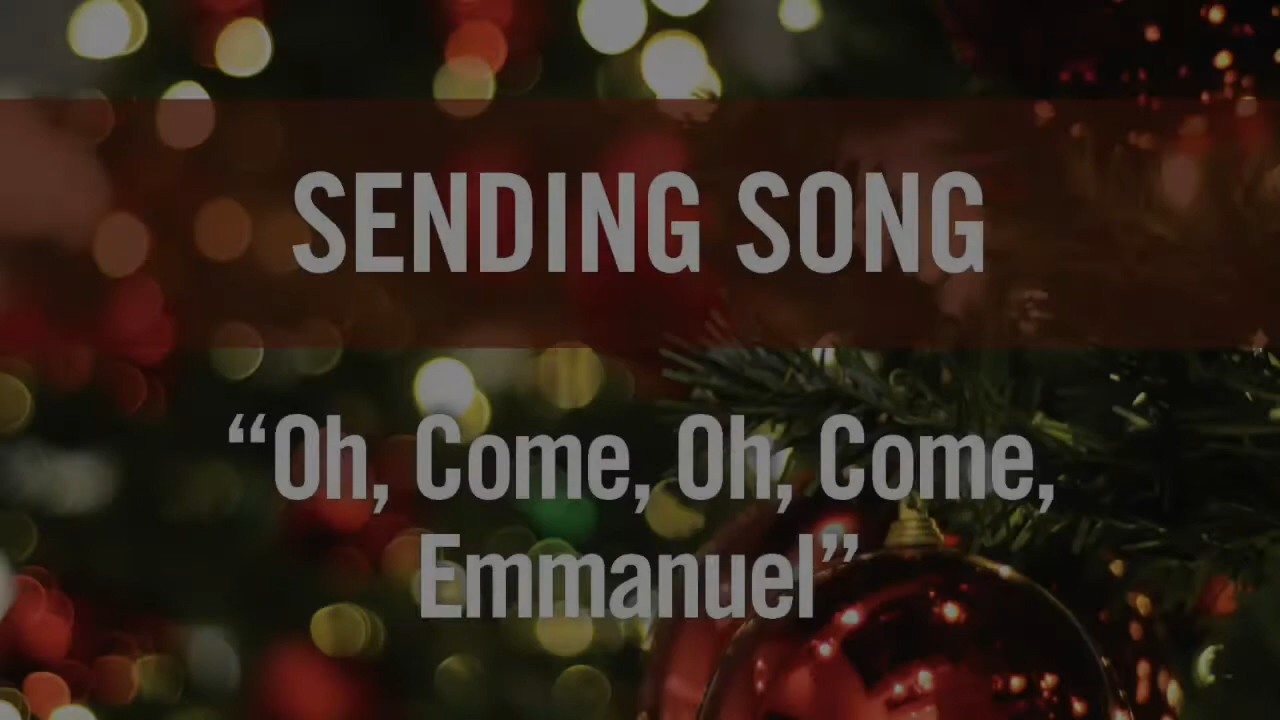 SENDING SONG
“Oh, Come, Oh, Come,
Emmanuel”